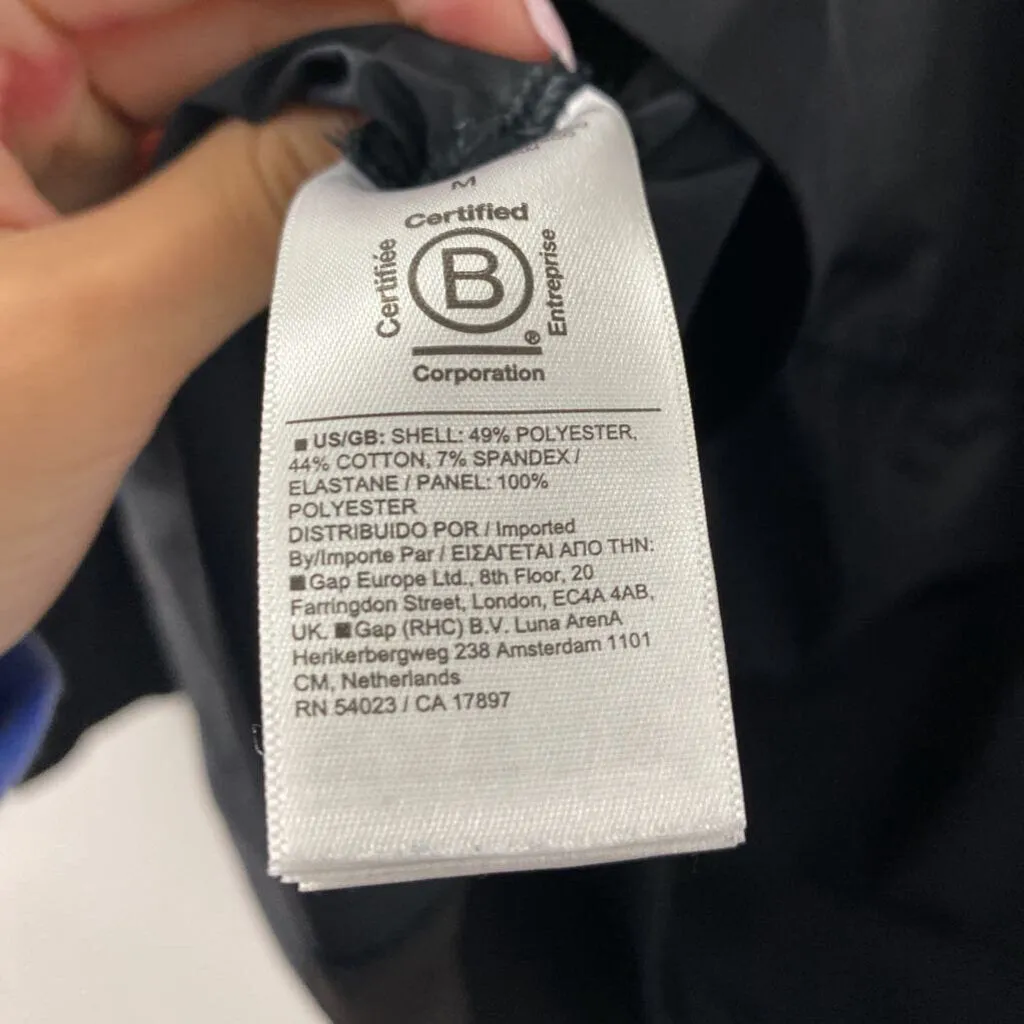 M
Certified
Certifiée
B
Entreprise
®
Corporation
■ US/GB: SHELL: 49% POLYESTER,
44% COTTON, 7% SPANDEX /
ELASTANE / PANEL: 100%
POLYESTER
DISTRIBUIDO POR / Imported
By/Importe Par / ΕΙΣΑΓΕΤΑΙ ΑΠΟ ΤΗΝ:
■ Gap Europe Ltd., 8th Floor, 20
Farringdon Street, London, EC4A 4AB,
UK. ■ Gap (RHC) B.V. Luna ArenA
Herikerbergweg 238 Amsterdam 1101
CM, Netherlands
RN 54023 / CA 17897